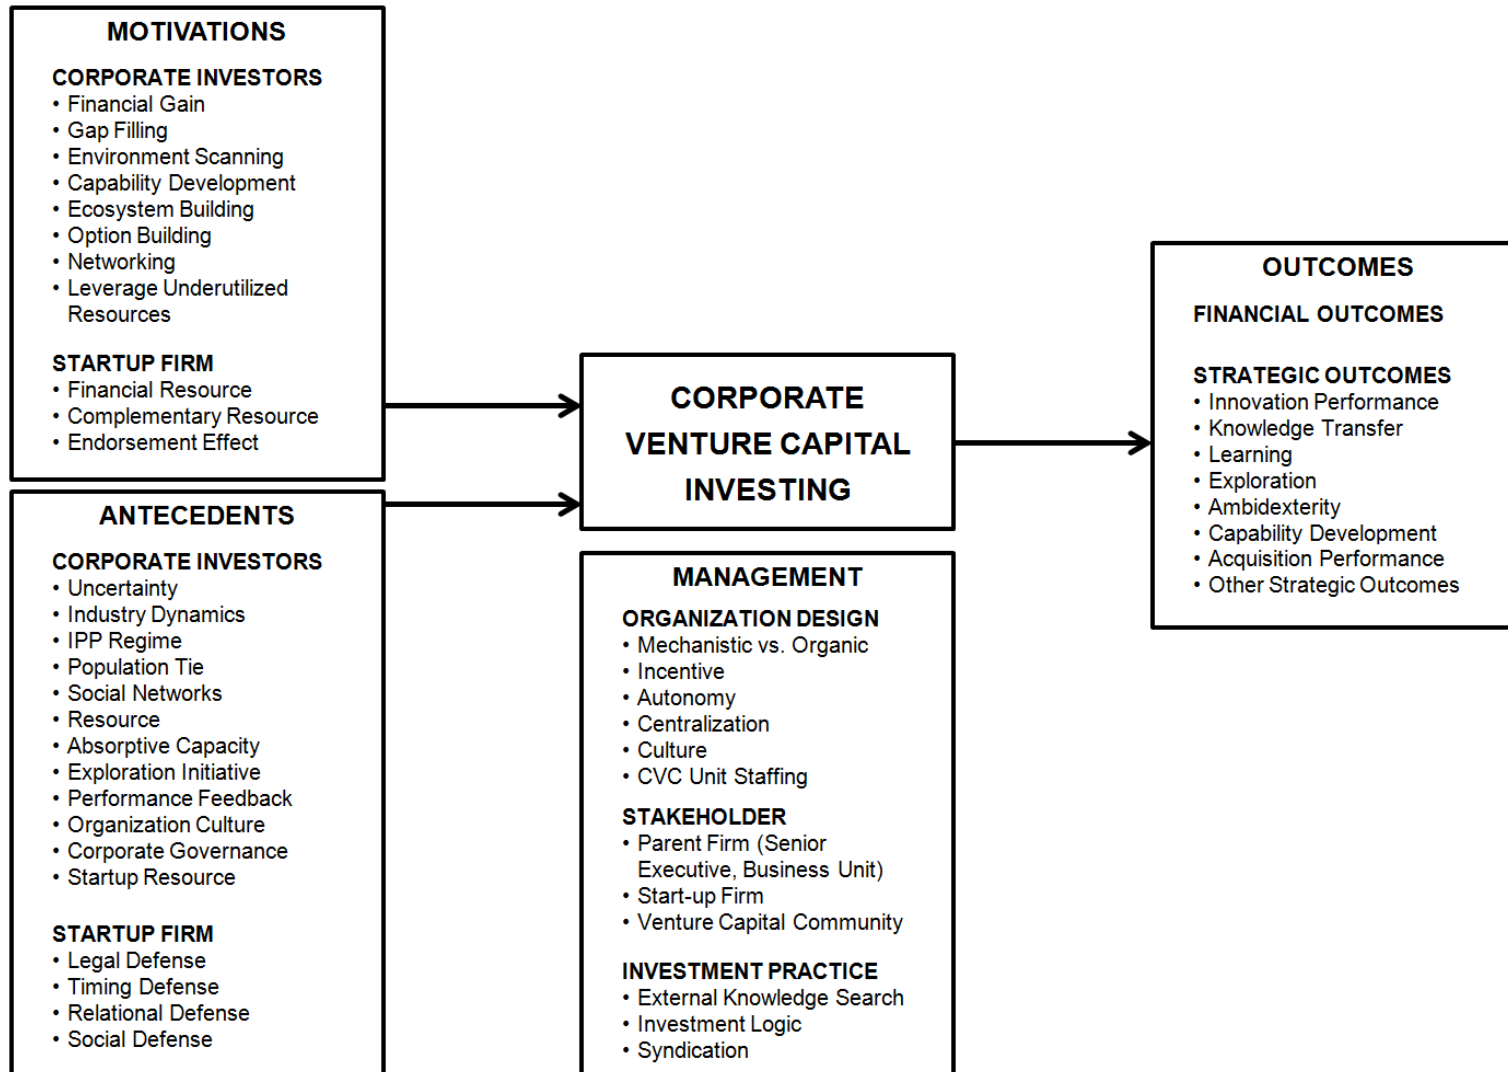 MOTIVATIONS
CORPORATE INVESTORS
• Financial Gain
• Gap Filling
• Environment Scanning
• Capability Development
• Ecosystem Building
• Option Building
• Networking
• Leverage Underutilized
Resources
STARTUP FIRM
• Financial Resource
• Complementary Resource
• Endorsement Effect
ANTECEDENTS
CORPORATE INVESTORS
• Uncertainty
• Industry Dynamics
• IPP Regime
• Population Tie
• Social Networks
• Resource
• Absorptive Capacity
• Exploration Initiative
• Performance Feedback
• Organization Culture
• Corporate Governance
• Startup Resource
STARTUP FIRM
• Legal Defense
• Timing Defense
• Relational Defense
• Social Defense
CORPORATE
VENTURE CAPITAL
INVESTING
MANAGEMENT
ORGANIZATION DESIGN
• Mechanistic vs. Organic
• Incentive
• Autonomy
• Centralization
• Culture
• CVC Unit Staffing
STAKEHOLDER
• Parent Firm (Senior
Executive, Business Unit)
• Start-up Firm
• Venture Capital Community
INVESTMENT PRACTICE
• External Knowledge Search
• Investment Logic
• Syndication
OUTCOMES
FINANCIAL OUTCOMES
STRATEGIC OUTCOMES
• Innovation Performance
• Knowledge Transfer
• Learning
• Exploration
• Ambidexterity
• Capability Development
• Acquisition Performance
• Other Strategic Outcomes